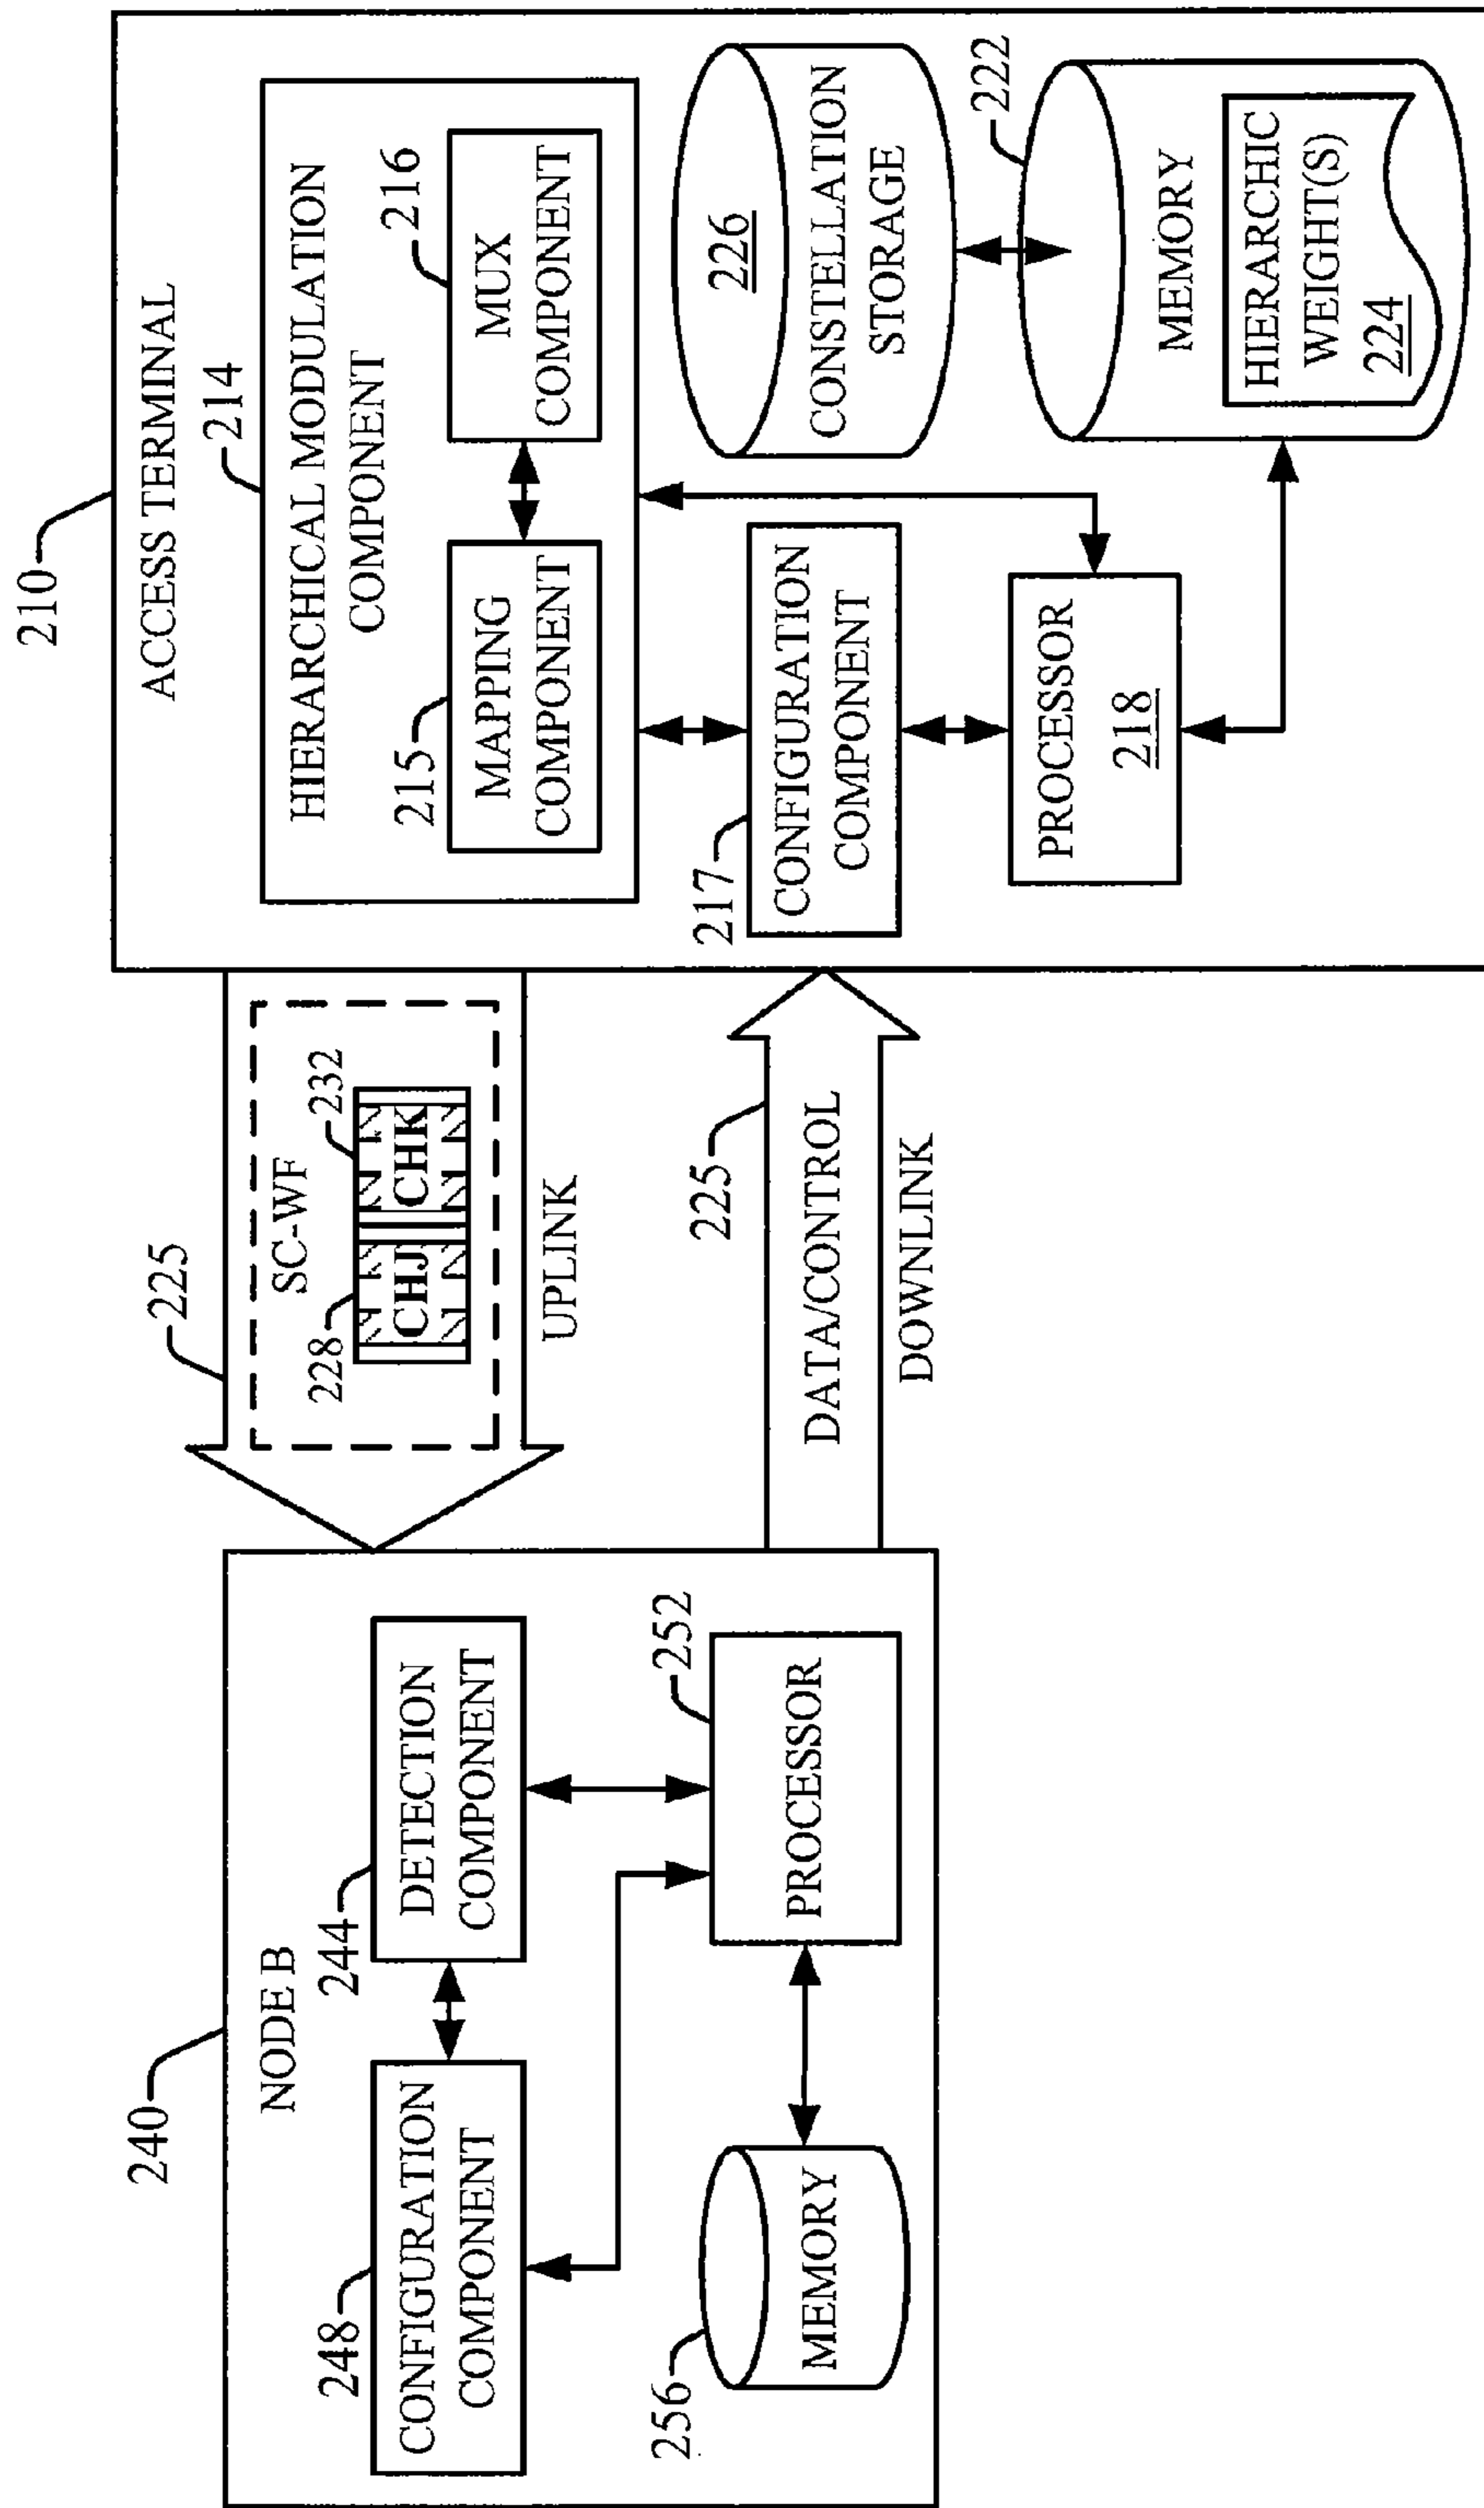 240
NODE B
248
CONFIGURATION
COMPONENT
244
DETECTION
COMPONENT
256
MEMORY
252
PROCESSOR
225
SC-WF
228
232
CHJ
CHK
UPLINK
225
DATA/CONTROL
DOWNLINK
210
ACCESS TERMINAL
214
HIERARCHICAL MODULATION
COMPONENT
215
MAPPING
COMPONENT
216
MUX
COMPONENT
217
CONFIGURATION
COMPONENT
226
CONSTELLATION
STORAGE
PROCESSOR
218
222
MEMORY
HIERARCHIC
WEIGHT(S)
224